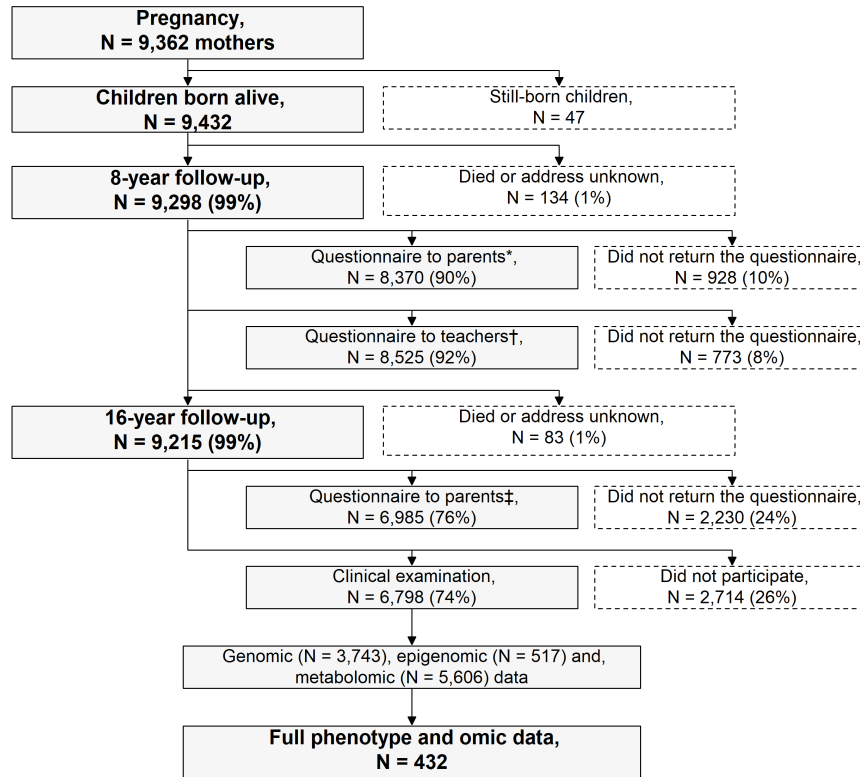 Pregnancy,
N = 9,362 mothers
Children born alive,
N = 9,432
Still-born children,
N = 47
8-year follow-up,
N = 9,298 (99%)
Died or address unknown,
N = 134 (1%)
Questionnaire to parents*,
N = 8,370 (90%)
Did not return the questionnaire,
N = 928 (10%)
Questionnaire to teachers†,
N = 8,525 (92%)
Did not return the questionnaire,
N = 773 (8%)
16-year follow-up,
N = 9,215 (99%)
Died or address unknown,
N = 83 (1%)
Questionnaire to parents‡,
N = 6,985 (76%)
Did not return the questionnaire,
N = 2,230 (24%)
Clinical examination,
N = 6,798 (74%)
Did not participate,
N = 2,714 (26%)
Genomic (N = 3,743), epigenomic (N = 517) and,
metabolomic (N = 5,606) data
Full phenotype and omic data,
N = 432